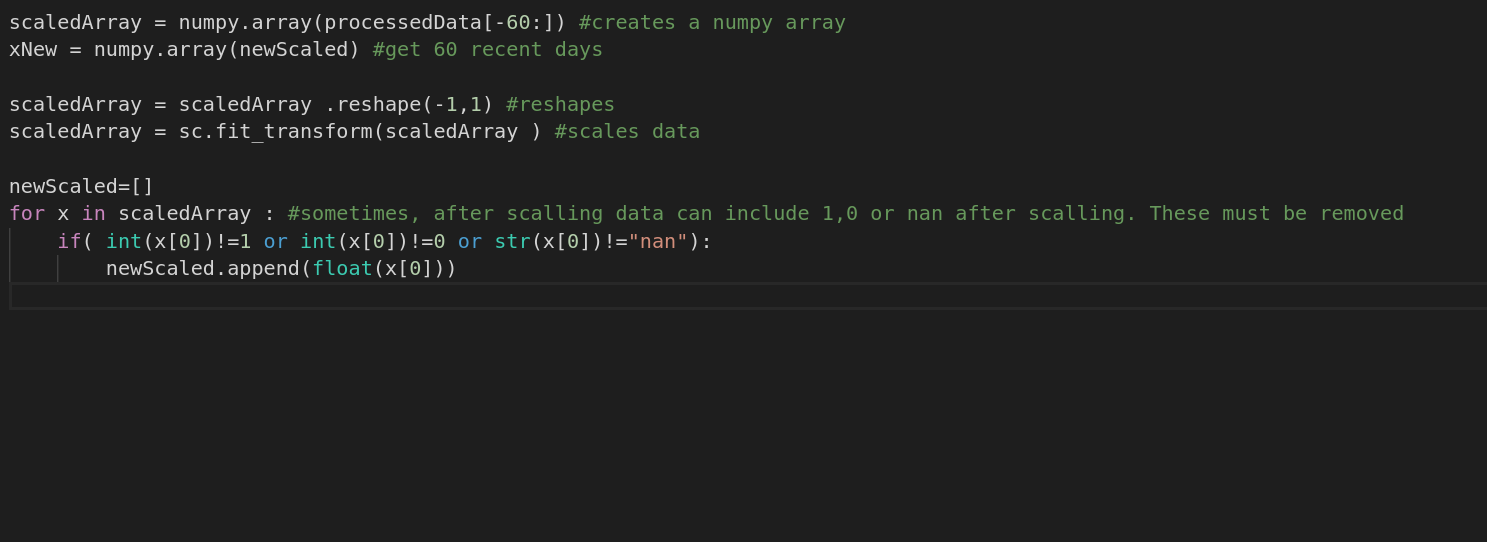 scaledArray = numpy.array(processedData[-60:]) #creates a numpy array
xNew = numpy.array(newScaled) #get 60 recent days
scaledArray = scaledArray .reshape(-1,1) #reshapes
scaledArray = sc.fit_transform(scaledArray ) #scales data
newScaled=[]
for x in scaledArray : #sometimes, after scalling data can include 1,0 or nan after scalling. These must be removed
    if( int(x[0])!=1 or int(x[0])!=0 or str(x[0])!="nan"):
        newScaled.append(float(x[0]))